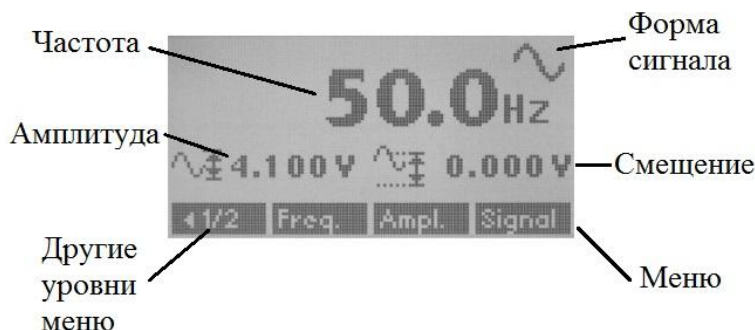 Частота
Форма
сигнала
50.0Hz
Амплитуда
4.100V
0.000V
Смещение
1/2
Freq.
Ampl.
Signal
Другие
уровни
меню
Меню